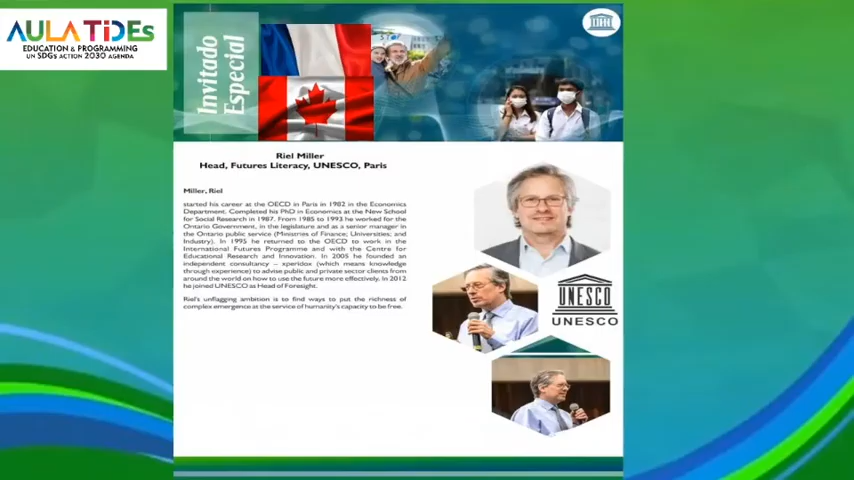 AULA TiDEs
EDUCATION & PROGRAMMING
UN SDGs ACTION 2030 AGENDA
Invitado
Especial
STOP
Riel Miller
Head, Futures Literacy, UNESCO, Paris
Miller, Riel
started his career at the OECD in Paris in 1982 in the Economics
Department. Completed his PhD in Economics at the New School
for Social Research in 1987. From 1985 to 1993 he worked for the
Ontario Government, in the legislature and as a senior manager in
the Ontario public service (Ministries of Finance; Universities; and
Industry). In 1995 he returned to the OECD to work in the
International Futures Programme and with the Centre for
Educational Research and Innovation. In 2005 he founded an
independent consultancy – xperidox (which means knowledge
through experience) to advise public and private sector clients from
around the world on how to use the future more effectively. In 2012
he joined UNESCO as Head of Foresight.
Riel's unflagging ambition is to find ways to put the richness of
complex emergence at the service of humanity's capacity to be free.
UNESCO
UNESCO